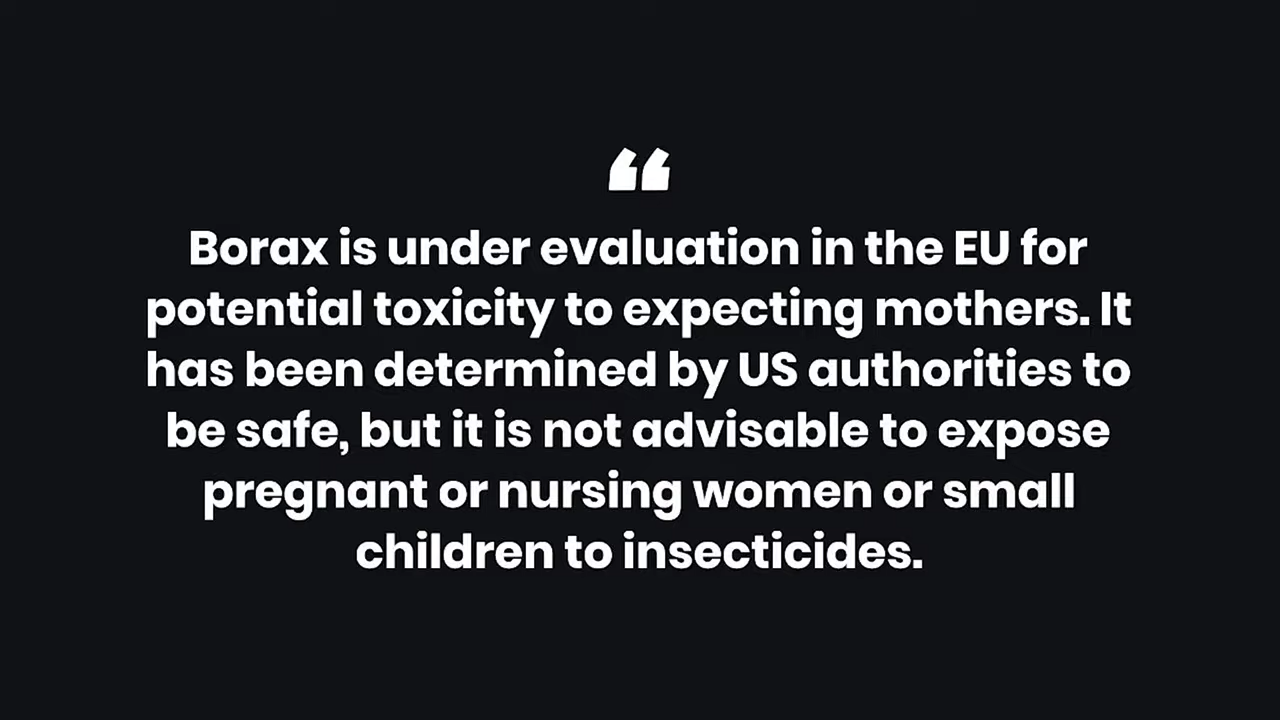 “
Borax is under evaluation in the EU for
potential toxicity to expecting mothers. It
has been determined by US authorities to
be safe, but it is not advisable to expose
pregnant or nursing women or small
children to insecticides.